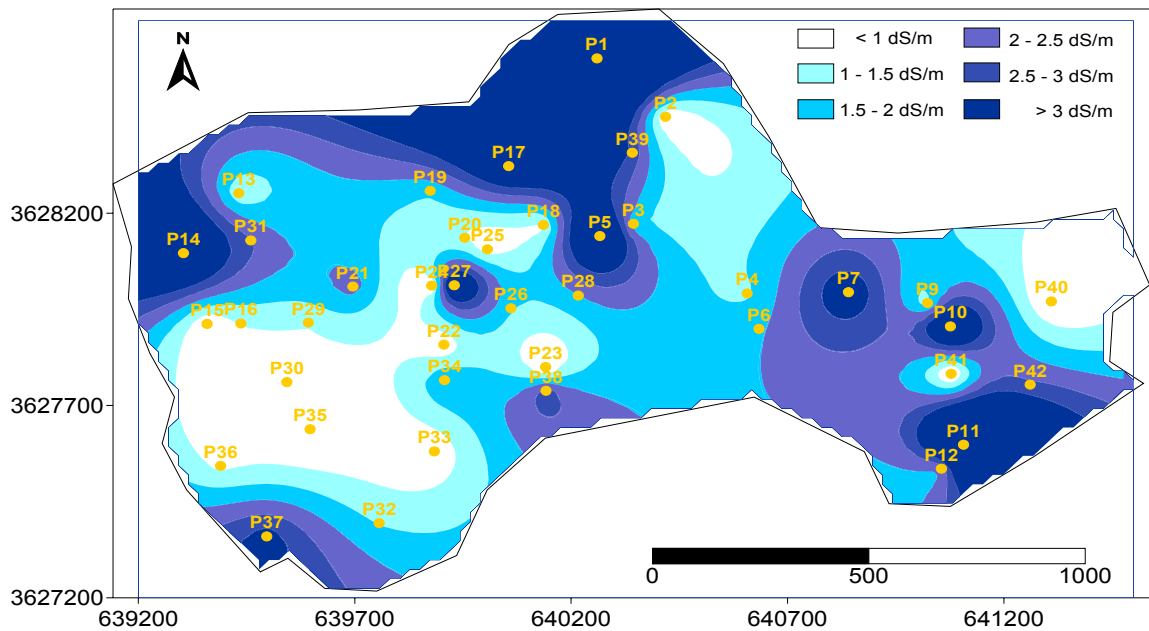 N
< 1 dS/m
2 - 2.5 dS/m
1 - 1.5 dS/m
2.5 - 3 dS/m
1.5 - 2 dS/m
> 3 dS/m
P1
P2
P39
P17
P13
P19
P3
P18
P5
P20
P25
P31
P14
P21
P27
P28
P26
P4
P7
P9
P40
P15
P16
P29
P6
P10
P22
P23
P34
P38
P30
P41
P42
P35
P33
P36
P11
P12
P32
P37
3628200
3627700
3627200
639200
639700
640200
640700
641200
0
500
1000